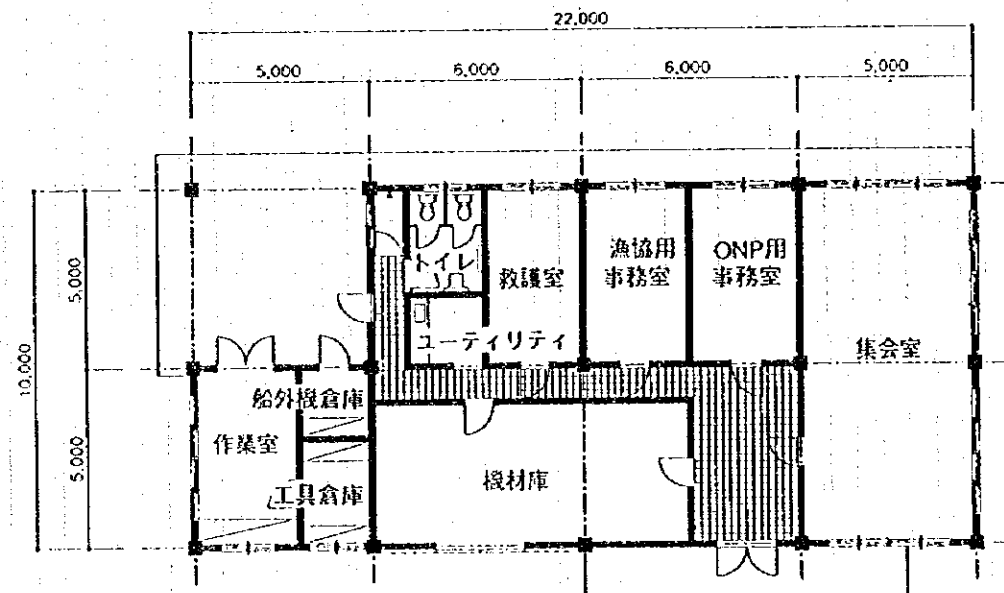 22,000
5,000
6,000
6,000
5,000
10,000
5,000
5,000
トイレ
救護室
漁協用
事務室
ONP用
事務室
ユーティリティ
集会室
船外機倉庫
作業室
工具倉庫
機材庫